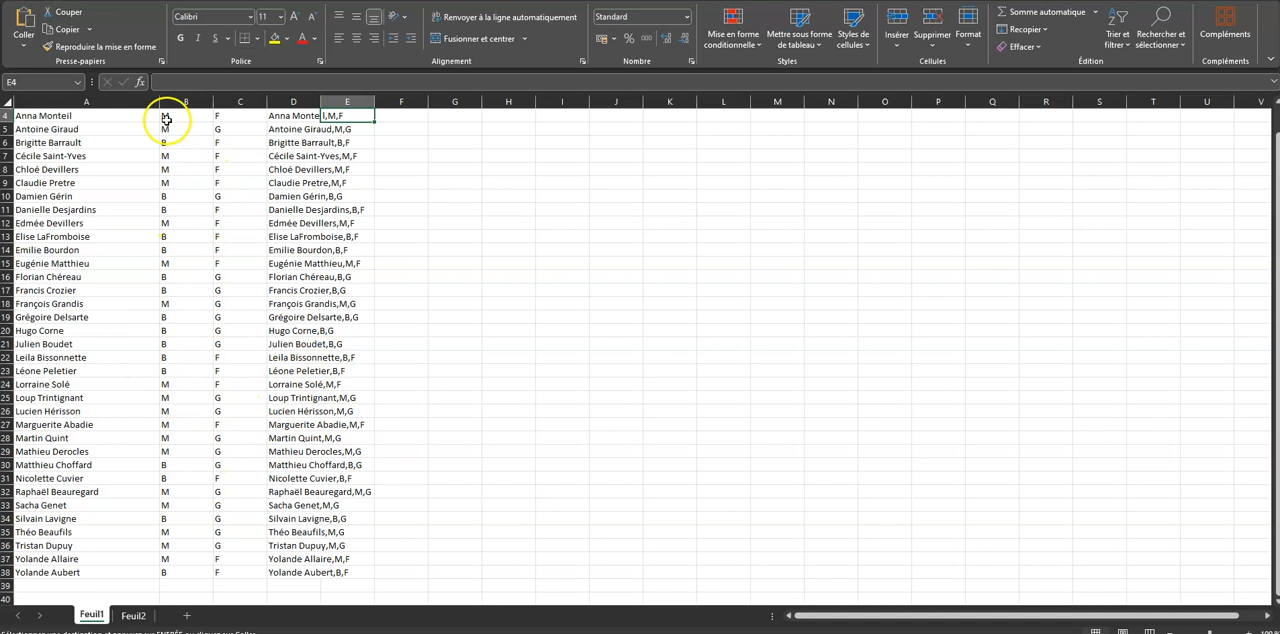 Couper
Copier
Reproduire la mise en forme
Coller
Presse-papiers
Calibri 11 A A
G I S A
Police
Renvoyer à la ligne automatiquement
Fusionner et centrer
Alignement
Standard
% 000
Nombre
Mise en forme conditionnelle
Mettre sous forme de tableau
Styles de cellules
Styles
Insérer
Supprimer
Format
Cellules
Somme automatique
Recopier
Effacer
Trier et filtrer
Rechercher et sélectionner
Édition
Compléments
Compléments
E4 fx
A B C D E F G H I J K L M N O P Q R S T U V
4 Anna Monteil M F Anna Monteil,M,F
5 Antoine Giraud M G Antoine Giraud,M,G
6 Brigitte Barrault B F Brigitte Barrault,B,F
7 Cécile Saint-Yves M F Cécile Saint-Yves,M,F
8 Chloé Devillers M F Chloé Devillers,M,F
9 Claudie Pretre M F Claudie Pretre,M,F
10 Damien Gérin B G Damien Gérin,B,G
11 Danielle Desjardins B F Danielle Desjardins,B,F
12 Edmée Devillers M F Edmée Devillers,M,F
13 Elise LaFromboise B F Elise LaFromboise,B,F
14 Emilie Bourdon B F Emilie Bourdon,B,F
15 Eugénie Matthieu M F Eugénie Matthieu,M,F
16 Florian Chéreau B G Florian Chéreau,B,G
17 Francis Crozier B G Francis Crozier,B,G
18 François Grandis M G François Grandis,M,G
19 Grégoire Delsarte B G Grégoire Delsarte,B,G
20 Hugo Corne B G Hugo Corne,B,G
21 Julien Boudet B G Julien Boudet,B,G
22 Leila Bissonnette B F Leila Bissonnette,B,F
23 Léone Peletier B F Léone Peletier,B,F
24 Lorraine Solé M F Lorraine Solé,M,F
25 Loup Trintignant M G Loup Trintignant,M,G
26 Lucien Hérisson M G Lucien Hérisson,M,G
27 Marguerite Abadie M F Marguerite Abadie,M,F
28 Martin Quint M G Martin Quint,M,G
29 Mathieu Derocles M G Mathieu Derocles,M,G
30 Matthieu Choffard B G Matthieu Choffard,B,G
31 Nicolette Cuvier B F Nicolette Cuvier,B,F
32 Raphaël Beauregard M G Raphaël Beauregard,M,G
33 Sacha Genet M G Sacha Genet,M,G
34 Silvain Lavigne B G Silvain Lavigne,B,G
35 Théo Beaufils M G Théo Beaufils,M,G
36 Tristan Dupuy M G Tristan Dupuy,M,G
37 Yolande Allaire M F Yolande Allaire,M,F
38 Yolande Aubert B F Yolande Aubert,B,F
39
40
Feuil1 Feuil2